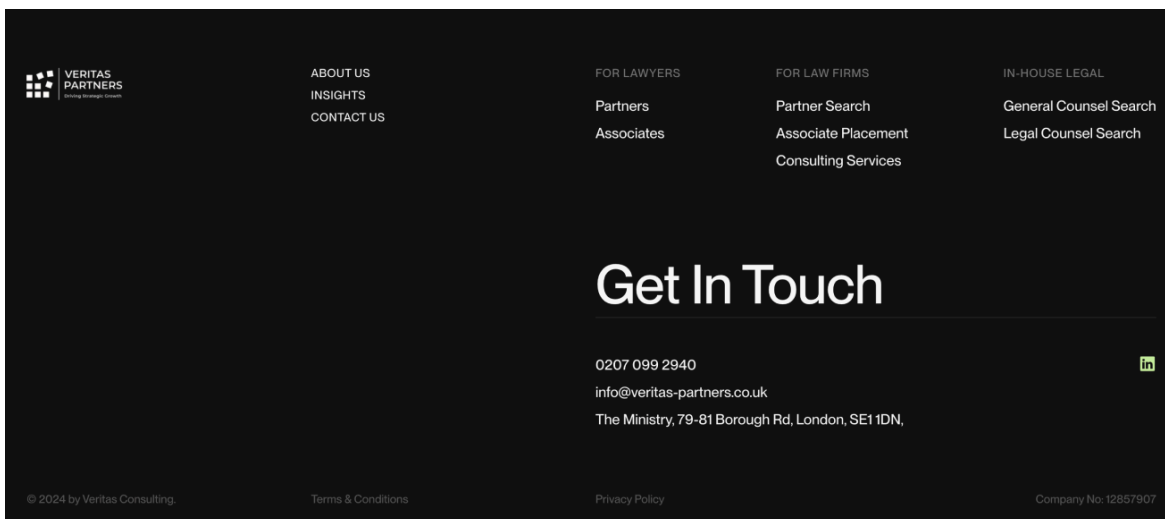 VERITAS
PARTNERS
Driving Strategic Growth
ABOUT US
INSIGHTS
CONTACT US
FOR LAWYERS
Partners
Associates
FOR LAW FIRMS
Partner Search
Associate Placement
Consulting Services
IN-HOUSE LEGAL
General Counsel Search
Legal Counsel Search
Get In Touch
0207 099 2940
in
info@veritas-partners.co.uk
The Ministry, 79-81 Borough Rd, London, SE1 1DN,
© 2024 by Veritas Consulting.
Terms & Conditions
Privacy Policy
Company No: 12857907